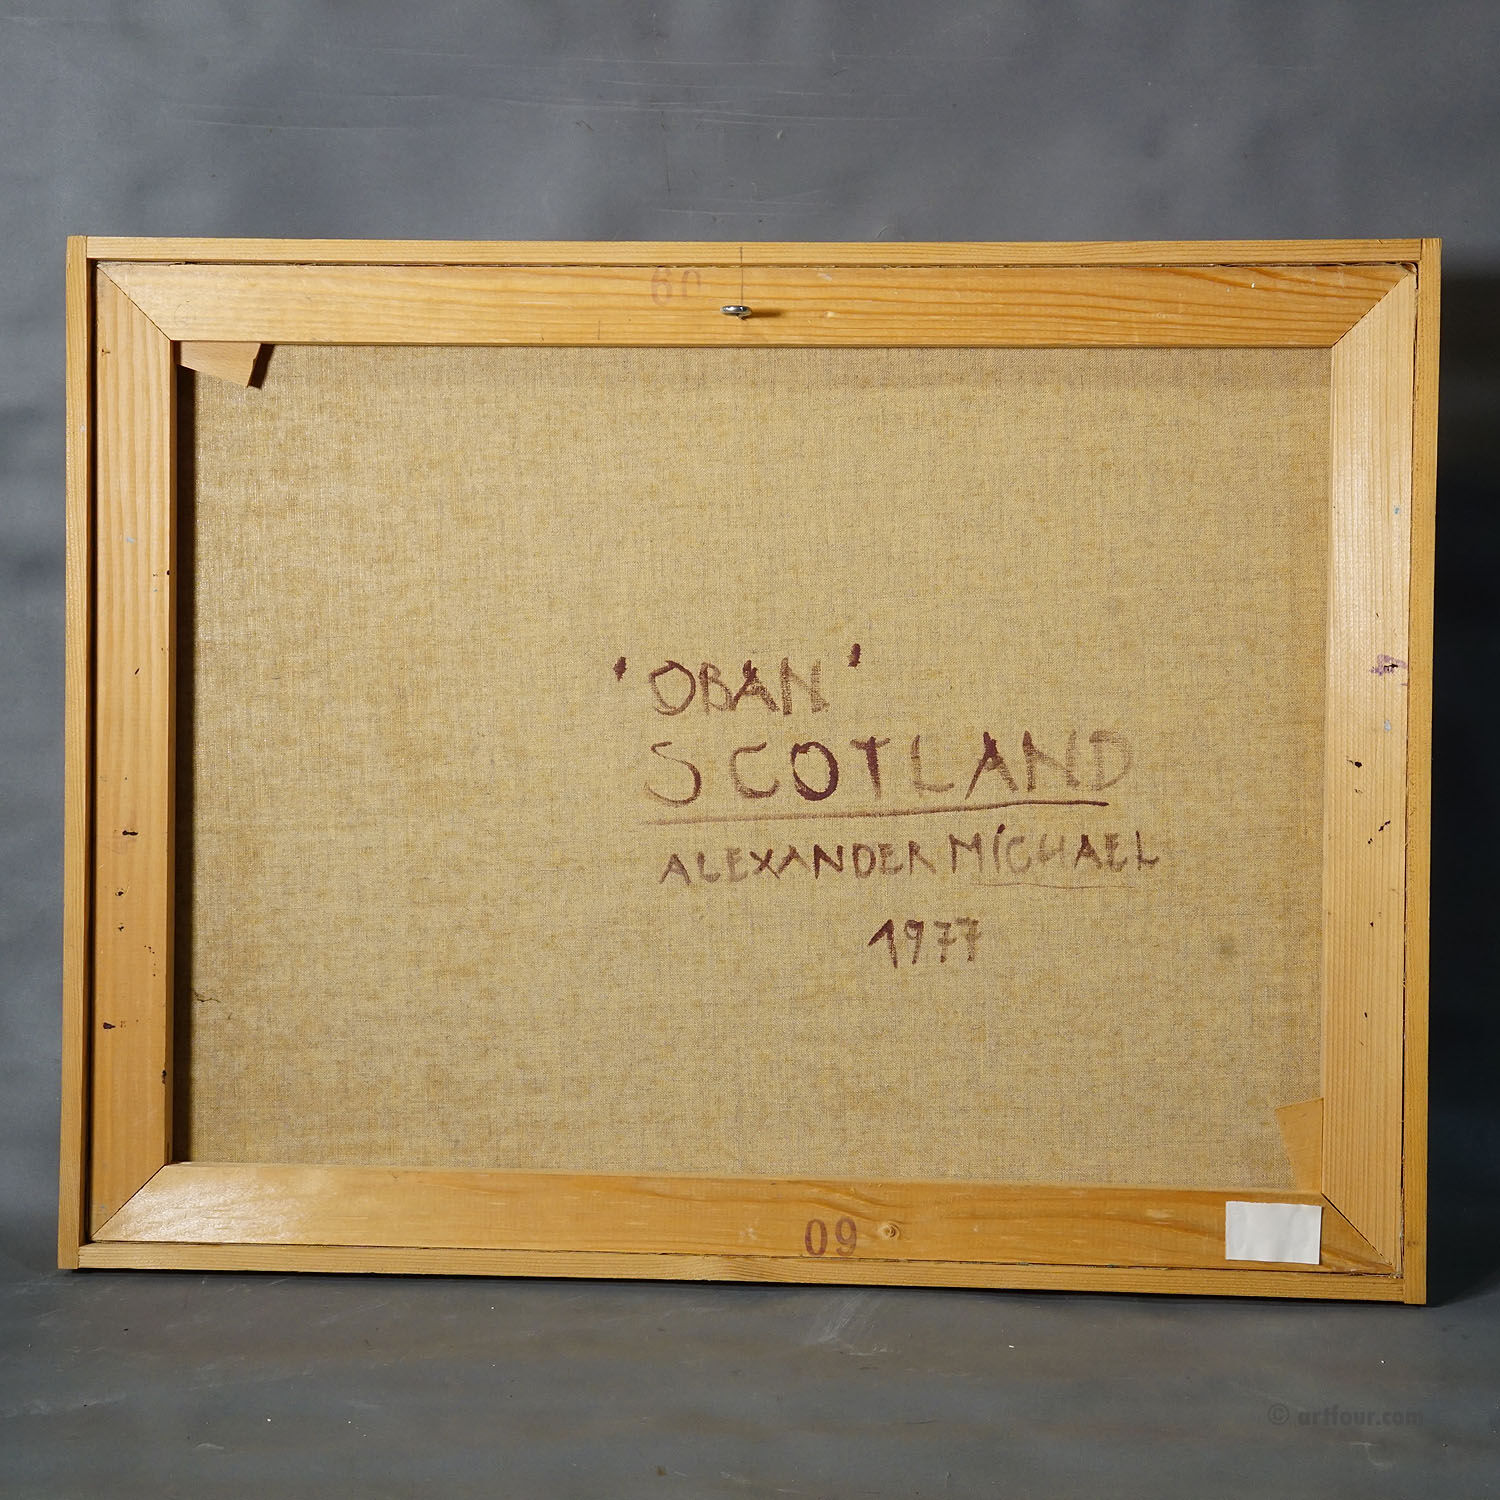 60
'OBAN'
SCOTLAND
ALEXANDER MICHAEL
1977
09
© artfour.com